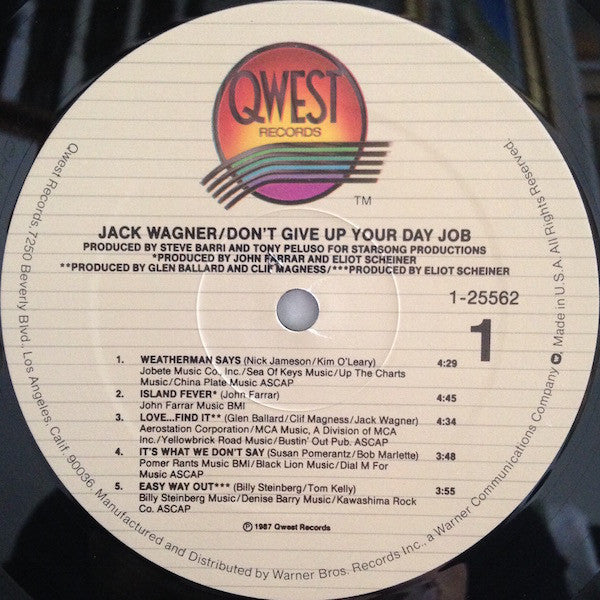 QWEST
RECORDS
TM
JACK WAGNER/DON'T GIVE UP YOUR DAY JOB
PRODUCED BY STEVE BARRI AND TONY PELUSO FOR STARSONG PRODUCTIONS
*PRODUCED BY JOHN FARRAR AND ELIOT SCHEINER
**PRODUCED BY GLEN BALLARD AND CLIF MAGNESS/***PRODUCED BY ELIOT SCHEINER
1-25562
1
1. WEATHERMAN SAYS (Nick Jameson/Kim O'Leary) 4:29
Jobete Music Co. Inc./Sea Of Keys Music/Up The Charts
Music/China Plate Music ASCAP
2. ISLAND FEVER* (John Farrar) 4:45
John Farrar Music BMI
3. LOVE...FIND IT** (Glen Ballard/Clif Magness/Jack Wagner) 4:34
Aerostation Corporation/MCA Music, A Division of MCA
Inc./Yellowbrick Road Music/Bustin' Out Pub. ASCAP
4. IT'S WHAT WE DON'T SAY (Susan Pomerantz/Bob Marlette) 3:48
Pomer Rants Music BMI/Black Lion Music/Dial M For
Music ASCAP
5. EASY WAY OUT*** (Billy Steinberg/Tom Kelly) 3:55
Billy Steinberg Music/Denise Barry Music/Kawashima Rock
Co. ASCAP
℗ 1987 Qwest Records
Qwest Records, 7250 Beverly Blvd., Los Angeles, Calif. 90036. Manufactured and Distributed by Warner Bros. Records Inc., a Warner Communications Company Made in U.S.A. All Rights Reserved.